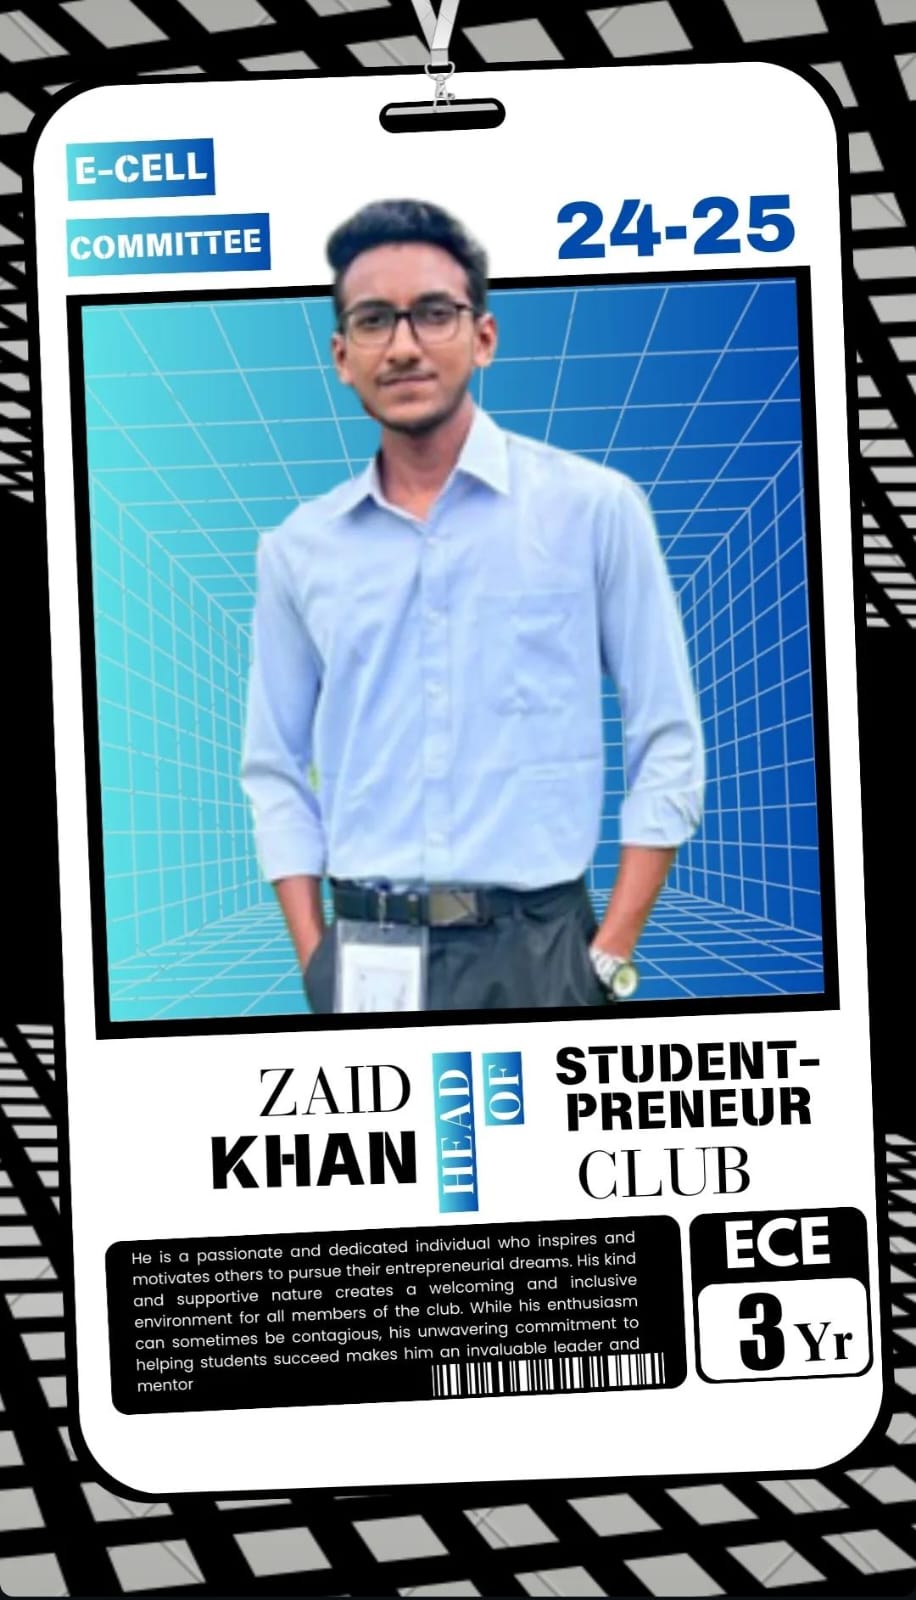 E-CELL
COMMITTEE
24-25
ZAID
KHAN
HEAD
OF
STUDENT-
PRENEUR
CLUB
He is a passionate and dedicated individual who inspires and
motivates others to pursue their entrepreneurial dreams. His kind
and supportive nature creates a welcoming and inclusive
environment for all members of the club. While his enthusiasm
can sometimes be contagious, his unwavering commitment to
helping students succeed makes him an invaluable leader and
mentor
ECE
3 Yr